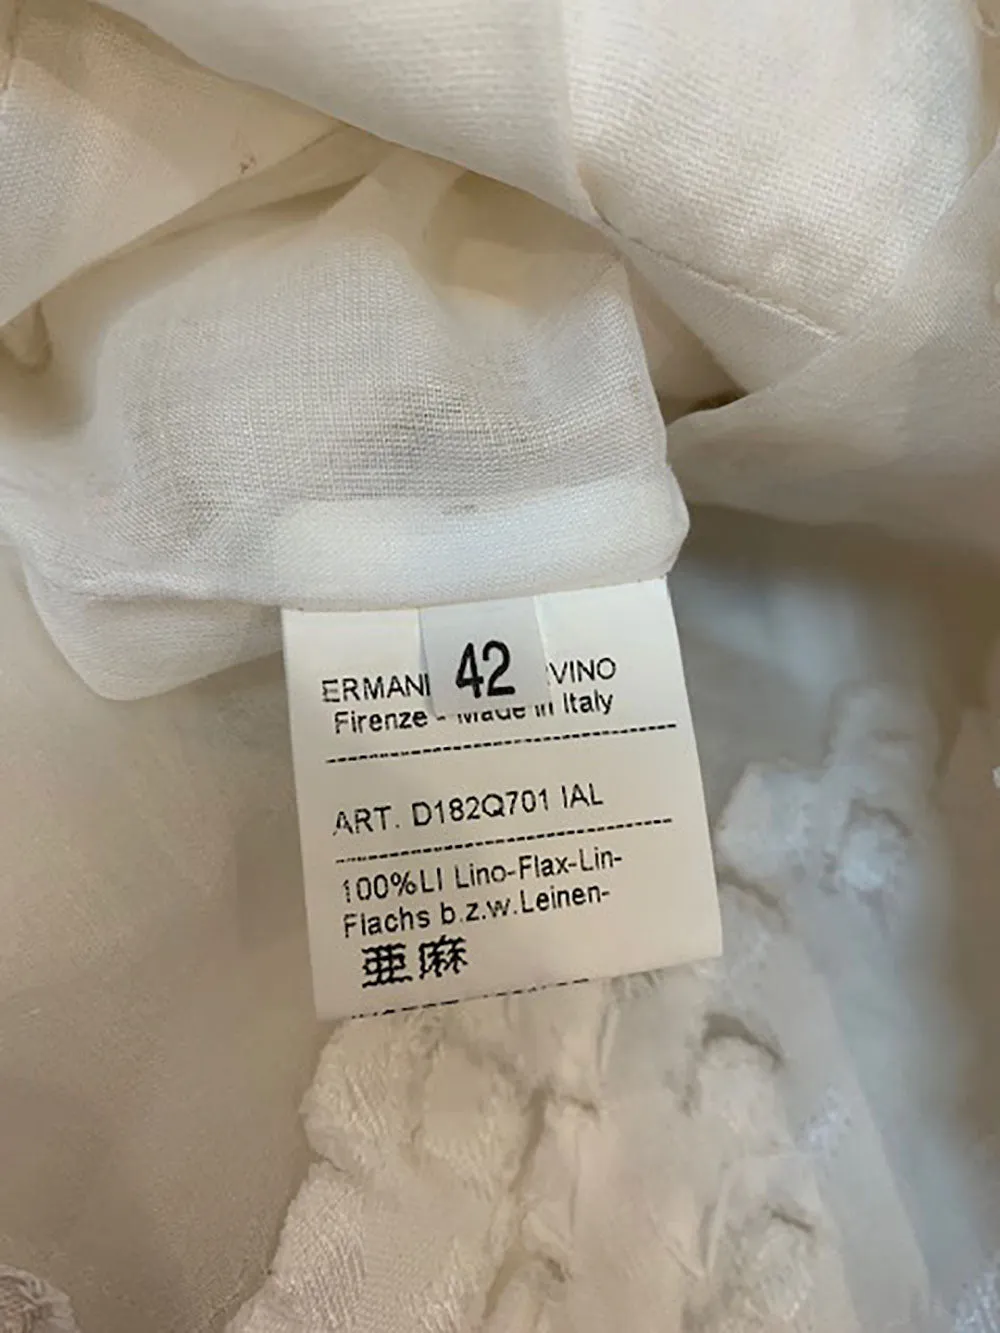 42
ERMANI VINO
Firenze - Made in Italy
ART. D182Q701 IAL
100%LI Lino-Flax-Lin-
Flachs b.z.w.Leinen-
亜麻